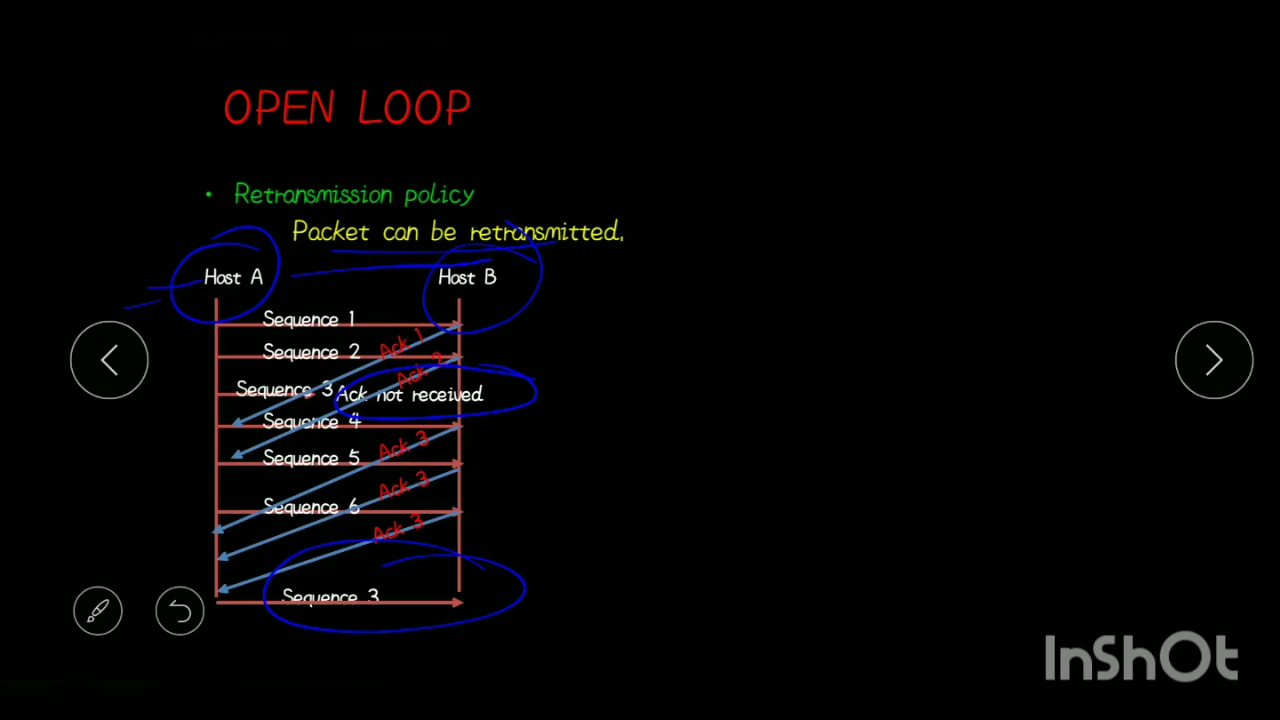 OPEN LOOP
• Retransmission policy
Packet can be retransmitted.
Host A Host B
Sequence 1
Ack 1
Sequence 2
Ack 2
Sequence 3 Ack not received
Sequence 4
Ack 3
Sequence 5
Ack 3
Sequence 6
Ack 3
Sequence 3
InShOt